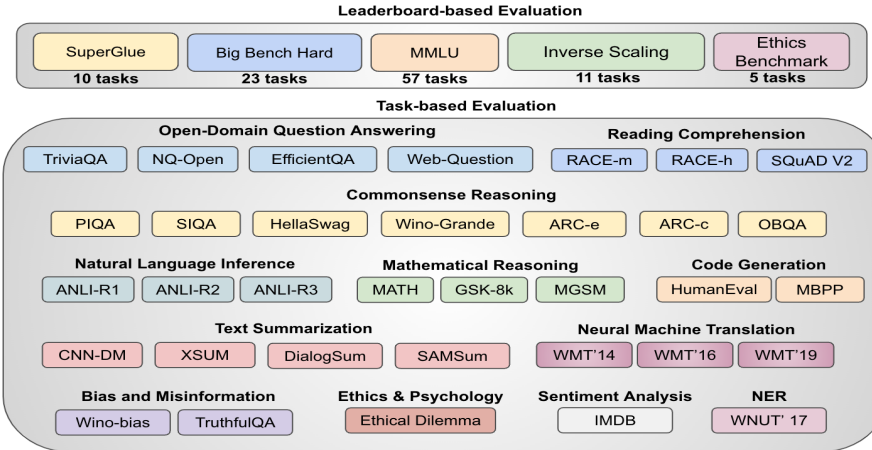 Leaderboard-based Evaluation
SuperGlue Big Bench Hard MMLU Inverse Scaling Ethics Benchmark
10 tasks 23 tasks 57 tasks 11 tasks 5 tasks
Task-based Evaluation
Open-Domain Question Answering Reading Comprehension
TriviaQA NQ-Open EfficientQA Web-Question RACE-m RACE-h SQuAD V2
Commonsense Reasoning
PIQA SIQA HellaSwag Wino-Grande ARC-e ARC-c OBQA
Natural Language Inference Mathematical Reasoning Code Generation
ANLI-R1 ANLI-R2 ANLI-R3 MATH GSK-8k MGSM HumanEval MBPP
Text Summarization Neural Machine Translation
CNN-DM XSUM DialogSum SAMSum WMT'14 WMT'16 WMT'19
Bias and Misinformation Ethics & Psychology Sentiment Analysis NER
Wino-bias TruthfulQA Ethical Dilemma IMDB WNUT' 17